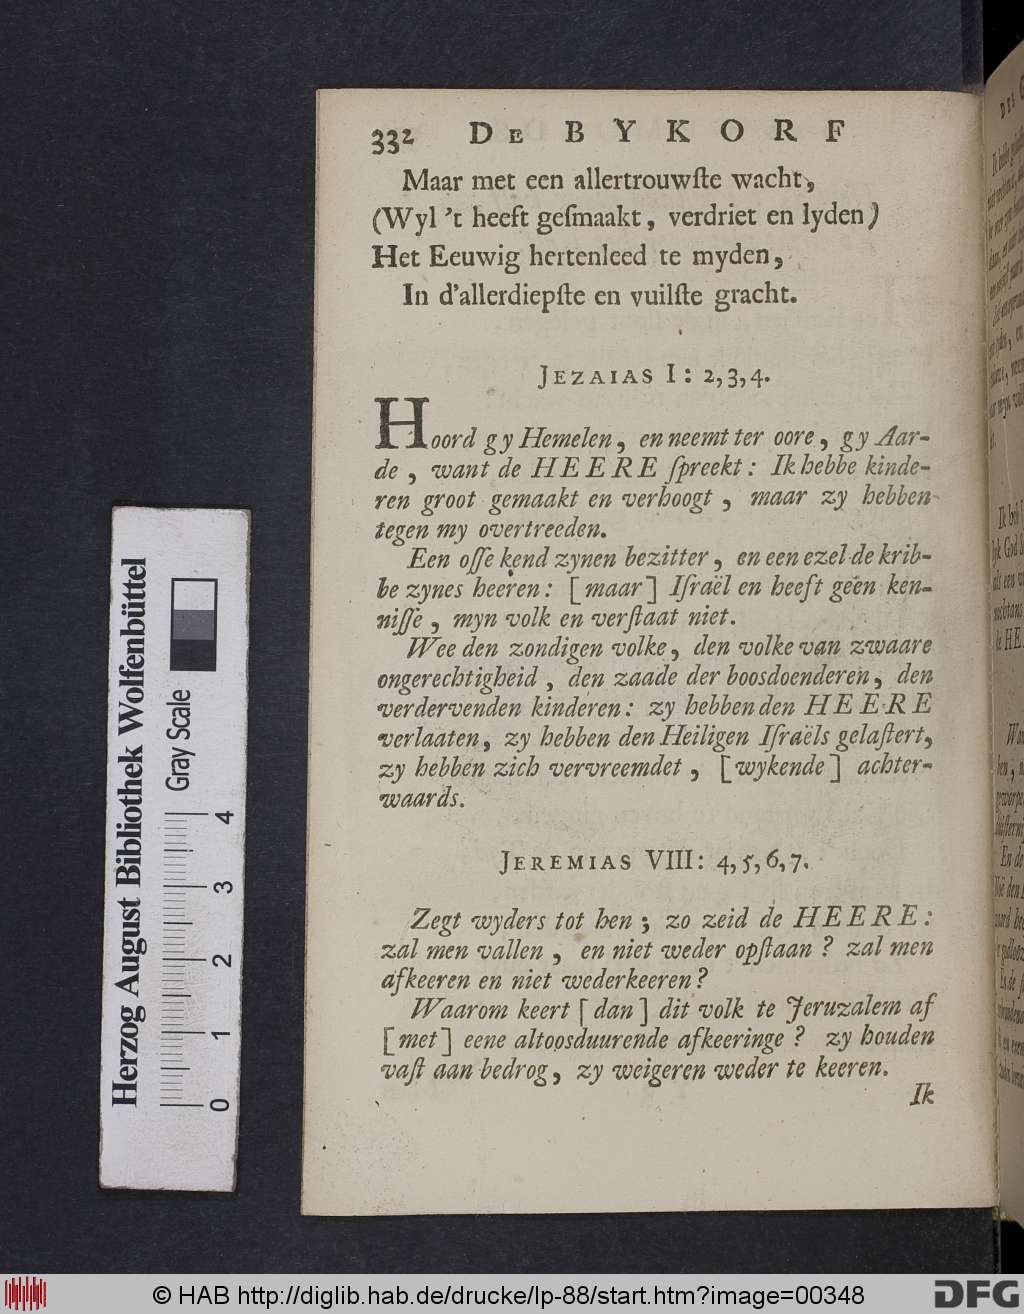 332 DE BYKORF
Maar met een allertrouwſte wacht,
(Wyl 't heeft geſmaakt, verdriet en lyden)
Het Eeuwig hertenleed te myden,
In d'allerdiepſte en vuilſte gracht.
JEZAIAS I: 2,3,4.
Hoord gy Hemelen, en neemt ter oore, gy Aar-
de, want de HEERE ſpreekt: Ik hebbe kinde-
ren groot gemaakt en verhoogt, maar zy hebben
tegen my overtreeden.
Een oſſe kend zynen bezitter, en een ezel de krib-
be zynes heeren: [maar] Iſraël en heeft geen ken-
niſſe, myn volk en verſtaat niet.
Wee den zondigen volke, den volke van zwaare
ongerechtigheid, den zaade der boosdoenderen, den
verdervenden kinderen: zy hebben den HEERE
verlaaten, zy hebben den Heiligen Iſraëls gelaſtert,
zy hebben zich vervreemdet, [wykende] achter-
waards.
JEREMIAS VIII: 4,5,6,7.
Zegt wyders tot hen; zo zeid de HEERE:
zal men vallen, en niet weder opſtaan? zal men
afkeeren en niet wederkeeren?
Waarom keert [dan] dit volk te Jeruzalem af
[met] eene altoosduurende afkeeringe? zy houden
vaſt aan bedrog, zy weigeren weder te keeren.
Ik
Herzog August Bibliothek Wolfenbüttel
Gray Scale
0 1 2 3 4
© HAB http://diglib.hab.de/drucke/lp-88/start.htm?image=00348
DFG